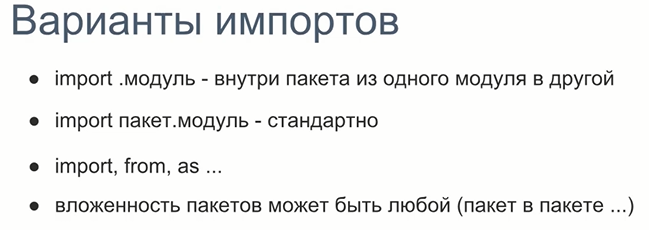 Варианты импортов
● import .модуль - внутри пакета из одного модуля в другой
● import пакет.модуль - стандартно
● import, from, as ...
● вложенность пакетов может быть любой (пакет в пакете ...)